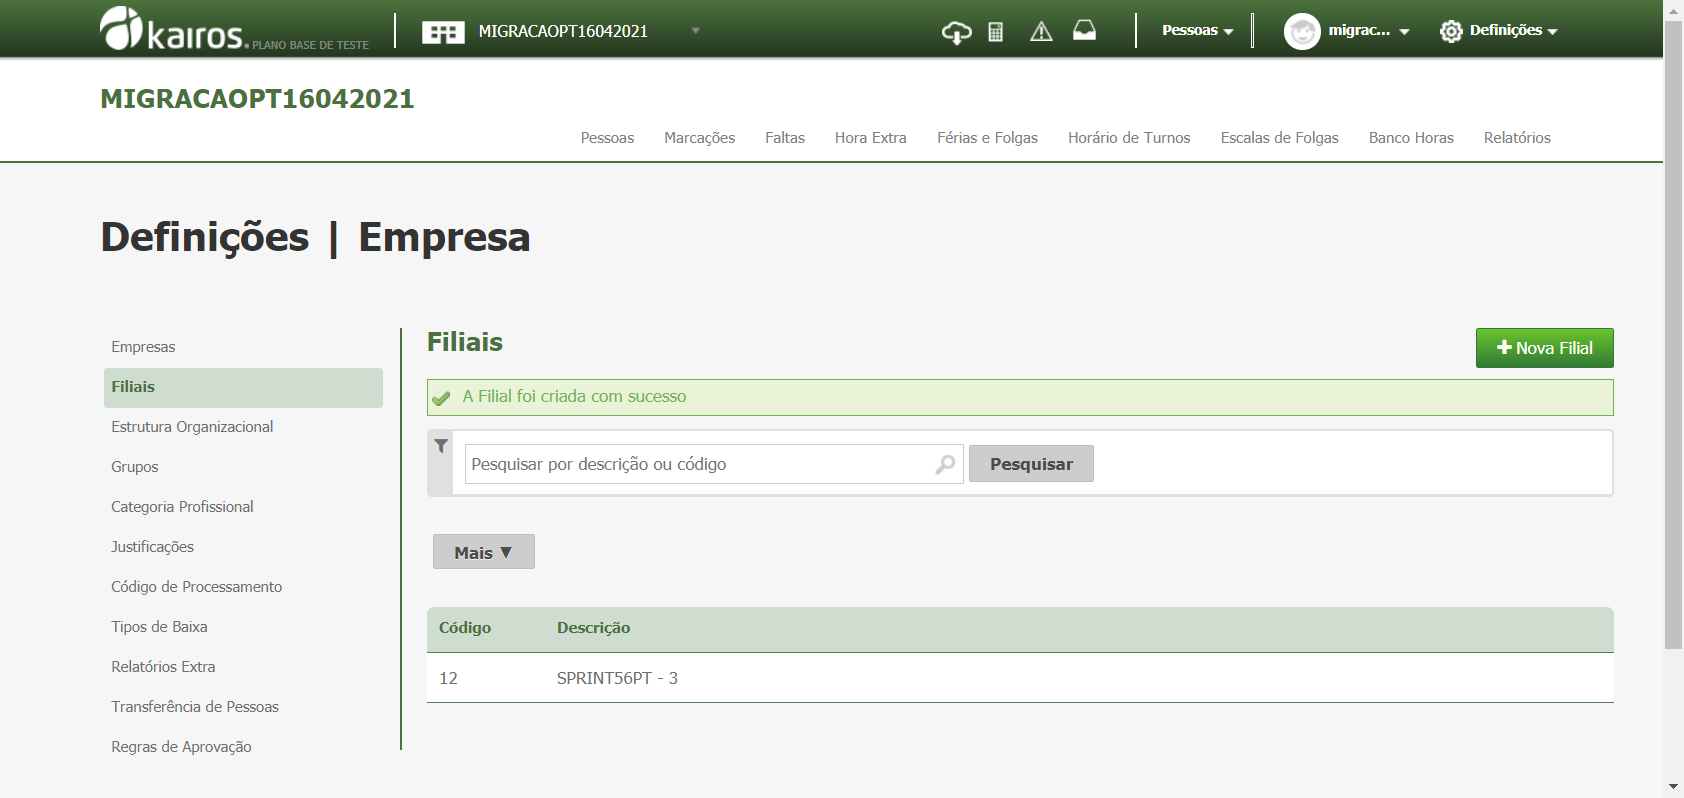 kairos. PLANO BASE DE TESTE
MIGRACAOPT16042021
Pessoas
migrac...
Definições
MIGRACAOPT16042021
Pessoas Marcações Faltas Hora Extra Férias e Folgas Horário de Turnos Escalas de Folgas Banco Horas Relatórios
Definições | Empresa
Empresas
Filiais
Estrutura Organizacional
Grupos
Categoria Profissional
Justificações
Código de Processamento
Tipos de Baixa
Relatórios Extra
Transferência de Pessoas
Regras de Aprovação
Filiais
Nova Filial
A Filial foi criada com sucesso
Pesquisar por descrição ou código
Pesquisar
Mais ▼
Código Descrição
12 SPRINT56PT - 3